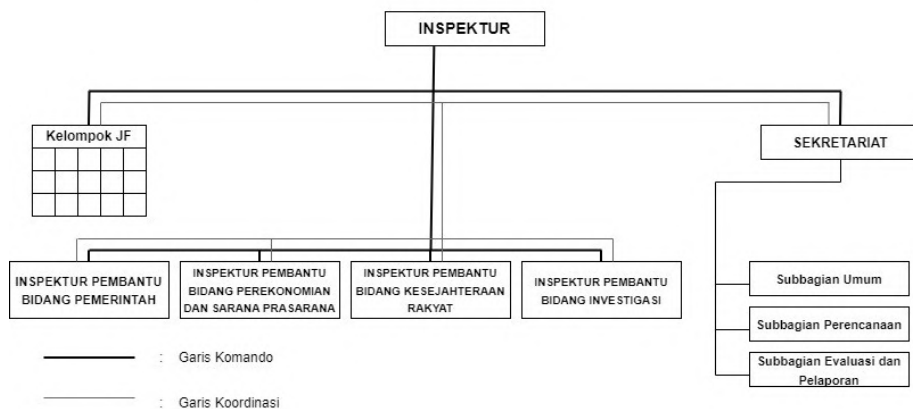 INSPEKTUR
Kelompok JF
SEKRETARIAT
INSPEKTUR PEMBANTU
BIDANG PEMERINTAH
INSPEKTUR PEMBANTU
BIDANG PEREKONOMIAN
DAN SARANA PRASARANA
INSPEKTUR PEMBANTU
BIDANG KESEJAHTERAAN
RAKYAT
INSPEKTUR PEMBANTU
BIDANG INVESTIGASI
Subbagian Umum
Subbagian Perencanaan
Subbagian Evaluasi dan
Pelaporan
: Garis Komando
: Garis Koordinasi